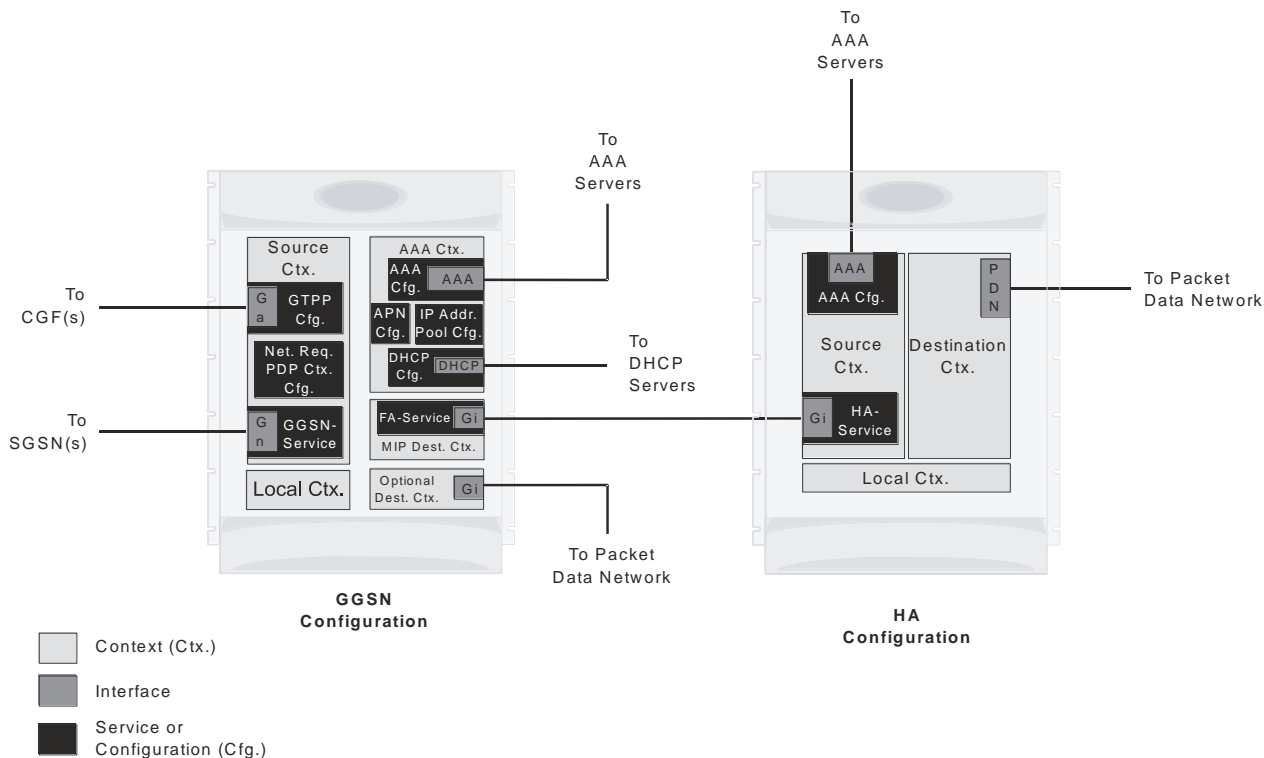 To
AAA
Servers
To
AAA
Servers
Source
Ctx.
G
a
GTPP
Cfg.
Net. Req.
PDP Ctx.
Cfg.
G
n
GGSN-
Service
Local Ctx.
AAA Ctx.
AAA
Cfg.
AAA
APN
Cfg.
IP Addr.
Pool Cfg.
DHCP
Cfg.
DHCP
FA-Service
Gi
MIP Dest. Ctx.
Optional
Dest. Ctx.
Gi
To
CGF(s)
To
SGSN(s)
To
DHCP
Servers
To Packet
Data Network
AAA
AAA Cfg.
Source
Ctx.
Gi
HA-
Service
Destination
Ctx.
P
D
N
Local Ctx.
To Packet
Data Network
GGSN
Configuration
HA
Configuration
Context (Ctx.)
Interface
Service or
Configuration (Cfg.)